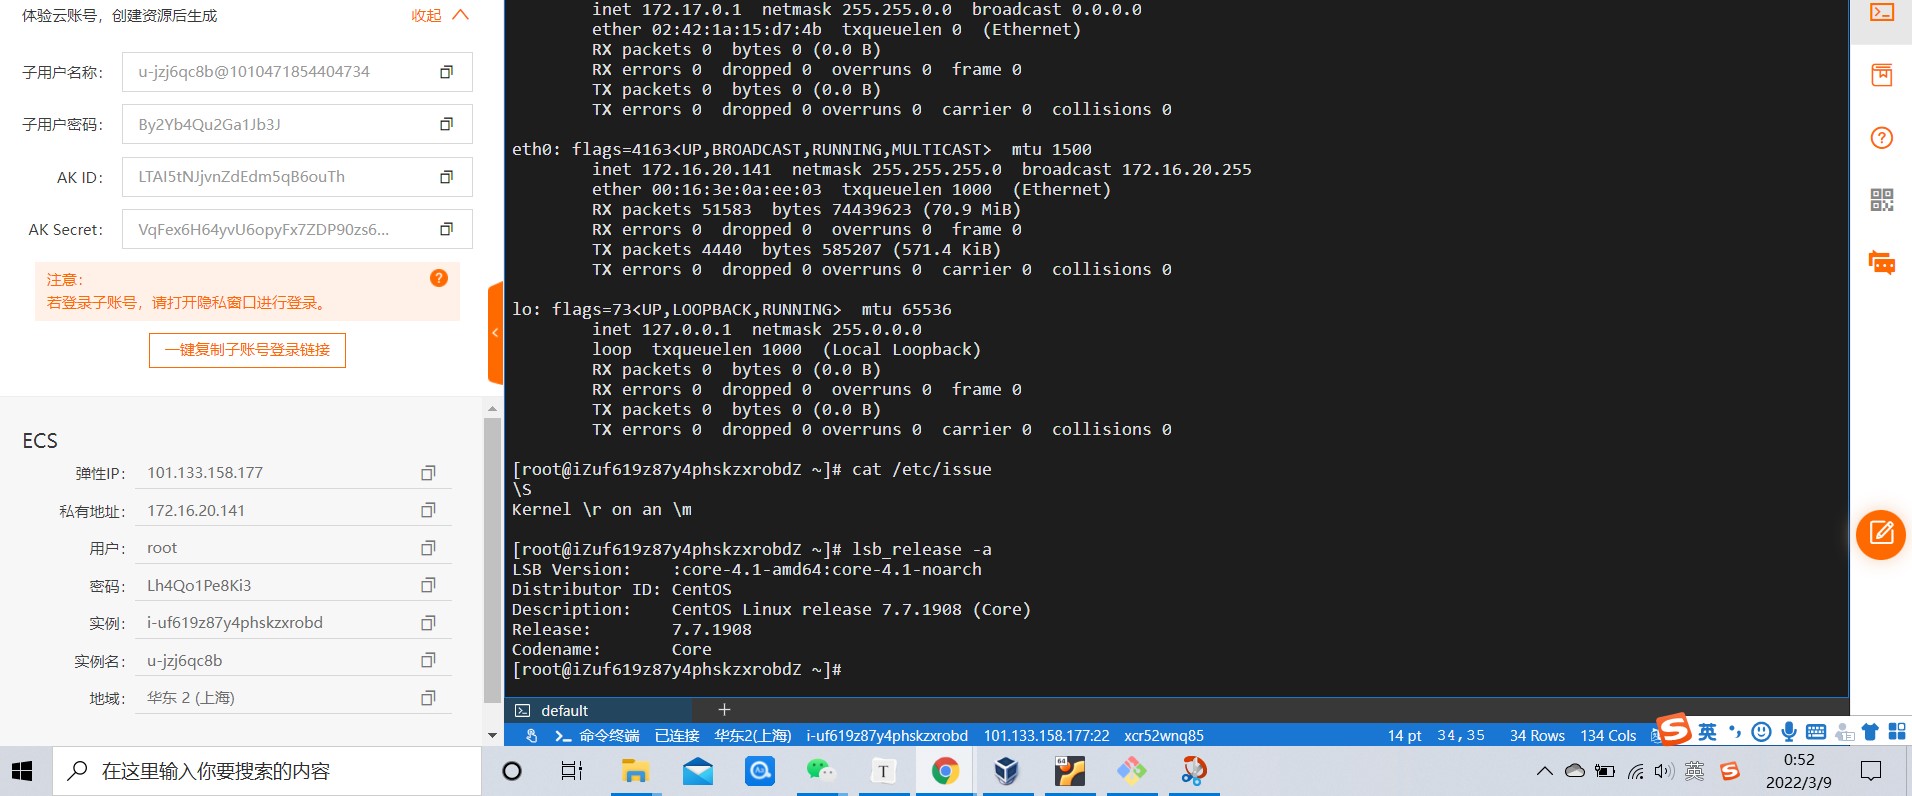 体验云账号，创建资源后生成
收起
子用户名称：
u-jzj6qc8b@1010471854404734
子用户密码：
By2Yb4Qu2Ga1Jb3J
AK ID：
LTAI5tNJjvnZdEdm5qB6ouTh
AK Secret：
VqFex6H64yvU6opyFx7ZDP90zs6...
注意：
若登录子账号，请打开隐私窗口进行登录。
一键复制子账号登录链接
ECS
弹性IP：
101.133.158.177
私有地址：
172.16.20.141
用户：
root
密码：
Lh4Qo1Pe8Ki3
实例：
i-uf619z87y4phskzxrobd
实例名：
u-jzj6qc8b
地域：
华东 2 (上海)
inet 172.17.0.1  netmask 255.255.0.0  broadcast 0.0.0.0
ether 02:42:1a:15:d7:4b  txqueuelen 0  (Ethernet)
RX packets 0  bytes 0 (0.0 B)
RX errors 0  dropped 0  overruns 0  frame 0
TX packets 0  bytes 0 (0.0 B)
TX errors 0  dropped 0 overruns 0  carrier 0  collisions 0
eth0: flags=4163<UP,BROADCAST,RUNNING,MULTICAST>  mtu 1500
inet 172.16.20.141  netmask 255.255.255.0  broadcast 172.16.20.255
ether 00:16:3e:0a:ee:03  txqueuelen 1000  (Ethernet)
RX packets 51583  bytes 74439623 (70.9 MiB)
RX errors 0  dropped 0  overruns 0  frame 0
TX packets 4440  bytes 585207 (571.4 KiB)
TX errors 0  dropped 0 overruns 0  carrier 0  collisions 0
lo: flags=73<UP,LOOPBACK,RUNNING>  mtu 65536
inet 127.0.0.1  netmask 255.0.0.0
loop  txqueuelen 1000  (Local Loopback)
RX packets 0  bytes 0 (0.0 B)
RX errors 0  dropped 0  overruns 0  frame 0
TX packets 0  bytes 0 (0.0 B)
TX errors 0  dropped 0 overruns 0  carrier 0  collisions 0
[root@iZuf619z87y4phskzxrobdZ ~]# cat /etc/issue
\S
Kernel \r on an \m
[root@iZuf619z87y4phskzxrobdZ ~]# lsb_release -a
LSB Version:    :core-4.1-amd64:core-4.1-noarch
Distributor ID: CentOS
Description:    CentOS Linux release 7.7.1908 (Core)
Release:        7.7.1908
Codename:       Core
[root@iZuf619z87y4phskzxrobdZ ~]#
default
命令终端 已连接 华东2(上海) i-uf619z87y4phskzxrobd 101.133.158.177:22 xcr52wnq85 14 pt 34,35 34 Rows 134 Cols
英
在这里输入你要搜索的内容
T
64
英
0:52
2022/3/9